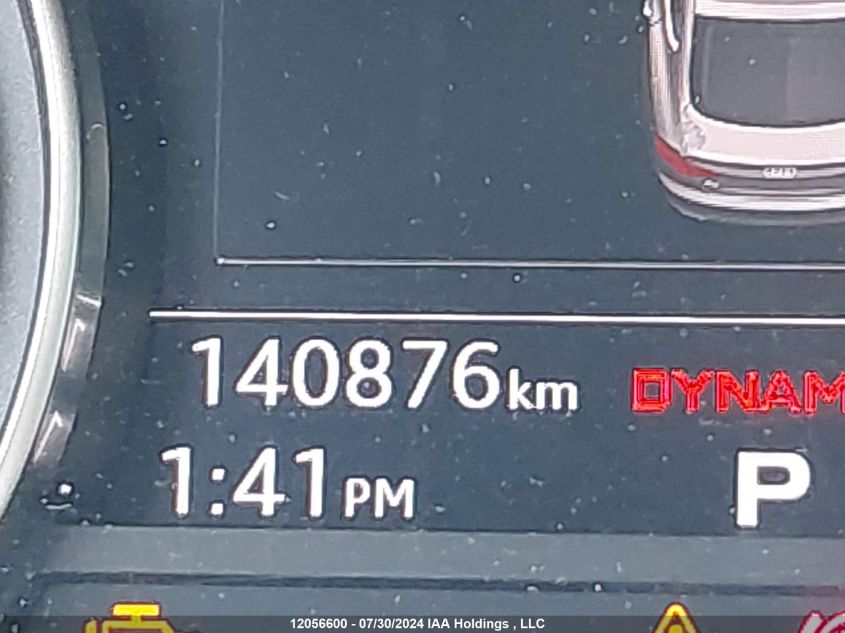 140876km
DYNAM
1:41PM
P
12056600 - 07/30/2024 IAA Holdings , LLC